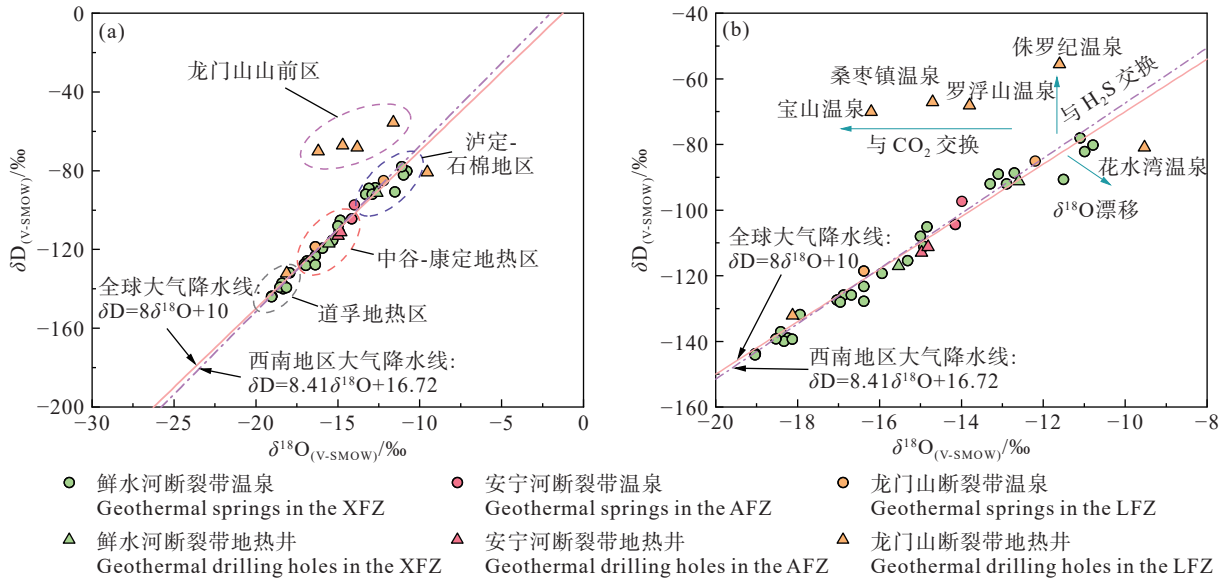 (a)
0
−40
−80
−120
−160
−200
δD(V-SMOW)/‰
−30
−25
−20
−15
−10
−5
0
δ¹⁸O(V-SMOW)/‰
龙门山山前区
泸定-
石棉地区
中谷-康定地热区
道孚地热区
全球大气降水线:
δD=8δ¹⁸O+10
西南地区大气降水线:
δD=8.41δ¹⁸O+16.72
(b)
−40
−60
−80
−100
−120
−140
−160
δD(V-SMOW)/‰
−20
−18
−16
−14
−12
−10
−8
δ¹⁸O(V-SMOW)/‰
侏罗纪温泉
桑枣镇温泉
罗浮山温泉
宝山温泉
与H₂S交换
与CO₂交换
花水湾温泉
δ¹⁸O漂移
全球大气降水线:
δD=8δ¹⁸O+10
西南地区大气降水线:
δD=8.41δ¹⁸O+16.72
鲜水河断裂带温泉
Geothermal springs in the XFZ
安宁河断裂带温泉
Geothermal springs in the AFZ
龙门山断裂带温泉
Geothermal springs in the LFZ
鲜水河断裂带地热井
Geothermal drilling holes in the XFZ
安宁河断裂带地热井
Geothermal drilling holes in the AFZ
龙门山断裂带地热井
Geothermal drilling holes in the LFZ